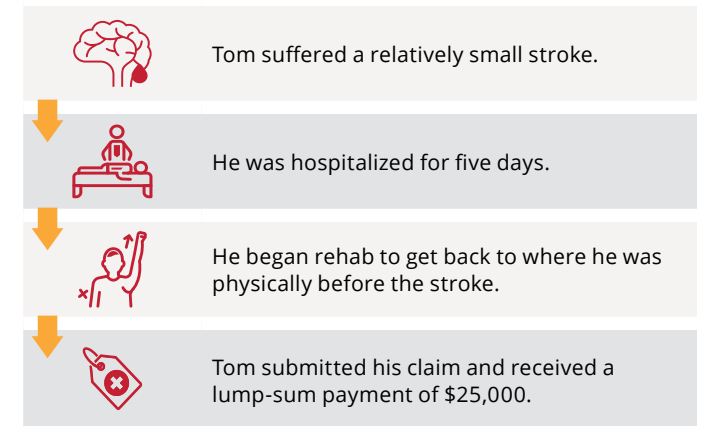 Tom suffered a relatively small stroke.
He was hospitalized for five days.
He began rehab to get back to where he was
physically before the stroke.
Tom submitted his claim and received a
lump-sum payment of $25,000.